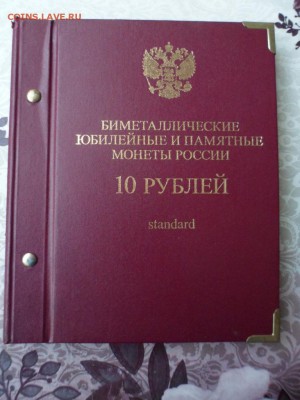 COINS.LAVE.RU
БИМЕТАЛЛИЧЕСКИЕ
ЮБИЛЕЙНЫЕ И ПАМЯТНЫЕ
МОНЕТЫ РОССИИ
10 РУБЛЕЙ
standard